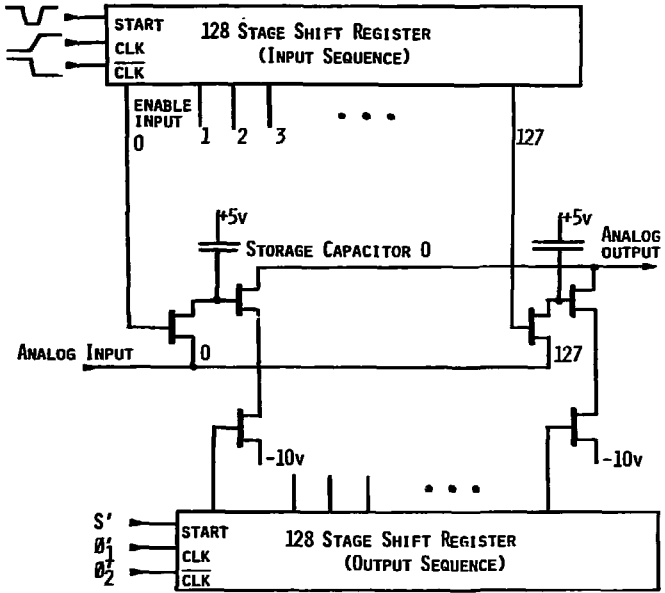 START
128 STAGE SHIFT REGISTER
(INPUT SEQUENCE)
CLK
CLK
ENABLE
INPUT
0
1
2
3
127
+5v
+5v
STORAGE CAPACITOR 0
ANALOG
OUTPUT
ANALOG INPUT
0
127
-10v
-10v
S'
START
128 STAGE SHIFT REGISTER
(OUTPUT SEQUENCE)
Ø'1
CLK
Ø'2
CLK